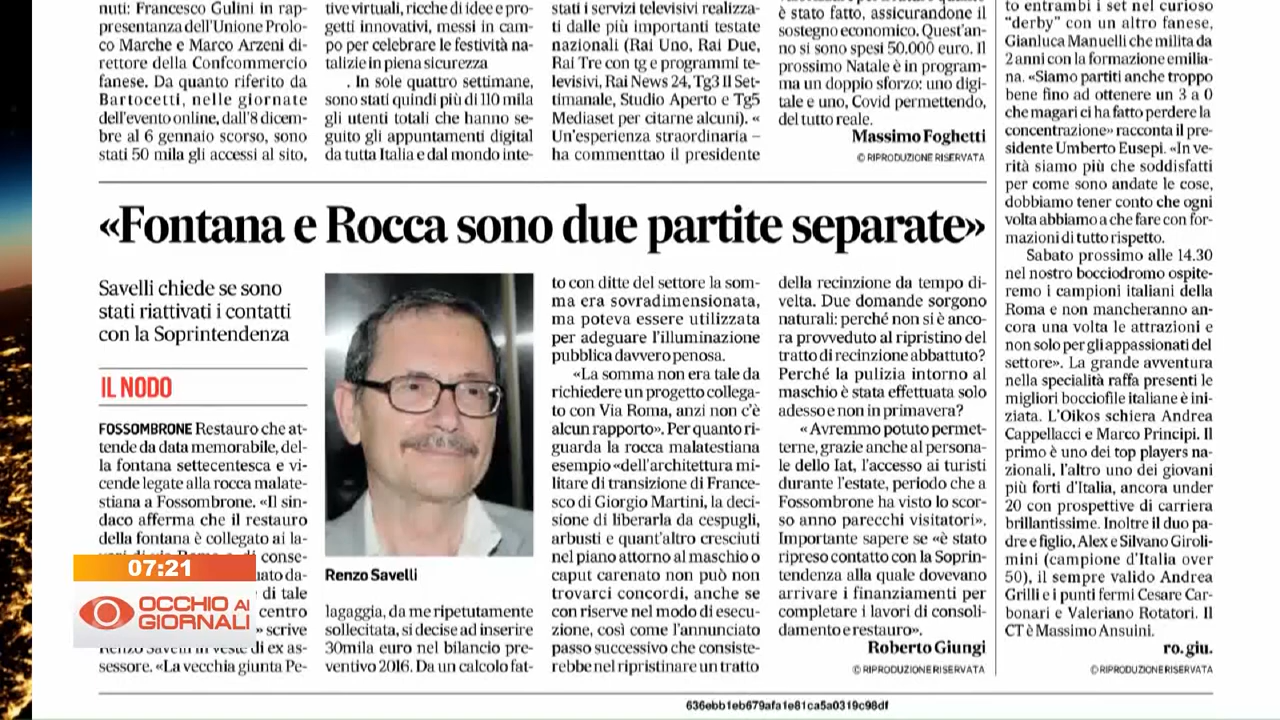 nuti: Francesco Gulini in rap-
presentanza dell'Unione Prolo-
co Marche e Marco Arzeni di-
rettore della Confcommercio
fanese. Da quanto riferito da
Bartocetti, nelle giornate
dell'evento online, dall'8 dicem-
bre al 6 gennaio scorso, sono
stati 50 mila gli accessi al sito,
tive virtuali, ricche di idee e pro-
getti innovativi, messi in cam-
po per celebrare le festività na-
talizie in piena sicurezza
. In sole quattro settimane,
sono stati quindi più di 110 mila
gli utenti totali che hanno se-
guito gli appuntamenti digital
da tutta Italia e dal mondo inte-
stati i servizi televisivi realizza-
ti dalle più importanti testate
nazionali (Rai Uno, Rai Due,
Rai Tre con tg e programmi te-
levisivi, Rai News 24, Tg3 Il Set-
timanale, Studio Aperto e Tg5
Mediaset per citarne alcuni). «
Un'esperienza straordinaria –
ha commenttao il presidente
è stato fatto, assicurandone il
sostegno economico. Quest'an-
no si sono spesi 50.000 euro. Il
prossimo Natale è in program-
ma un doppio sforzo: uno digi-
tale e uno, Covid permettendo,
del tutto reale.
Massimo Foghetti
© RIPRODUZIONE RISERVATA
«Fontana e Rocca sono due partite separate»
Savelli chiede se sono
stati riattivati i contatti
con la Soprintendenza
IL NODO
FOSSOMBRONE Restauro che at-
tende da data memorabile, del-
la fontana settecentesca e vi-
cende legate alla rocca malate-
stiana a Fossombrone. «Il sin-
daco afferma che il restauro
della fontana è collegato ai la-
conse-
di tale
centro
» scrive
Renzo Savelli in veste di ex as-
sessore. «La vecchia giunta Pe-
Renzo Savelli
lagaggia, da me ripetutamente
sollecitata, si decise ad inserire
30mila euro nel bilancio pre-
ventivo 2016. Da un calcolo fat-
to con ditte del settore la som-
ma era sovradimensionata,
ma poteva essere utilizzata
per adeguare l'illuminazione
pubblica davvero penosa.
«La somma non era tale da
richiedere un progetto collega-
to con Via Roma, anzi non c'è
alcun rapporto». Per quanto ri-
guarda la rocca malatestiana
esempio «dell'architettura mi-
litare di transizione di France-
sco di Giorgio Martini, la deci-
sione di liberarla da cespugli,
arbusti e quant'altro cresciuti
nel piano attorno al maschio o
caput carenato non può non
trovarci concordi, anche se
con riserve nel modo di esecu-
zione, così come l'annunciato
passo successivo che consiste-
rebbe nel ripristinare un tratto
della recinzione da tempo di-
velta. Due domande sorgono
naturali: perché non si è anco-
ra provveduto al ripristino del
tratto di recinzione abbattuto?
Perché la pulizia intorno al
maschio è stata effettuata solo
adesso e non in primavera?
«Avremmo potuto permet-
terne, grazie anche al persona-
le dello Iat, l'accesso ai turisti
durante l'estate, periodo che a
Fossombrone ha visto lo scor-
so anno parecchi visitatori».
Importante sapere se «è stato
ripreso contatto con la Soprin-
tendenza alla quale dovevano
arrivare i finanziamenti per
completare i lavori di consoli-
damento e restauro».
Roberto Giungi
© RIPRODUZIONE RISERVATA
to entrambi i set nel curioso
"derby" con un altro fanese,
Gianluca Manuelli che milita da
2 anni con la formazione emilia-
na. «Siamo partiti anche troppo
bene fino ad ottenere un 3 a 0
che magari ci ha fatto perdere la
concentrazione» racconta il pre-
sidente Umberto Eusepi. «In ve-
rità siamo più che soddisfatti
per come sono andate le cose,
dobbiamo tener conto che ogni
volta abbiamo a che fare con for-
mazioni di tutto rispetto.
Sabato prossimo alle 14.30
nel nostro bocciodromo ospite-
remo i campioni italiani della
Roma e non mancheranno an-
cora una volta le attrazioni e
non solo per gli appassionati del
settore». La grande avventura
nella specialità raffa presenti le
migliori bocciofile italiane è ini-
ziata. L'Oikos schiera Andrea
Cappellacci e Marco Principi. Il
primo è uno dei top players na-
zionali, l'altro uno dei giovani
più forti d'Italia, ancora under
20 con prospettive di carriera
brillantissime. Inoltre il duo pa-
dre e figlio, Alex e Silvano Giroli-
mini (campione d'Italia over
50), il sempre valido Andrea
Grilli e i punti fermi Cesare Car-
bonari e Valeriano Rotatori. Il
CT è Massimo Ansuini.
ro. giu.
© RIPRODUZIONE RISERVATA
07:21
OCCHIO AI
GIORNALI
636ebb1eb679afa1e81ca5a0319c98df